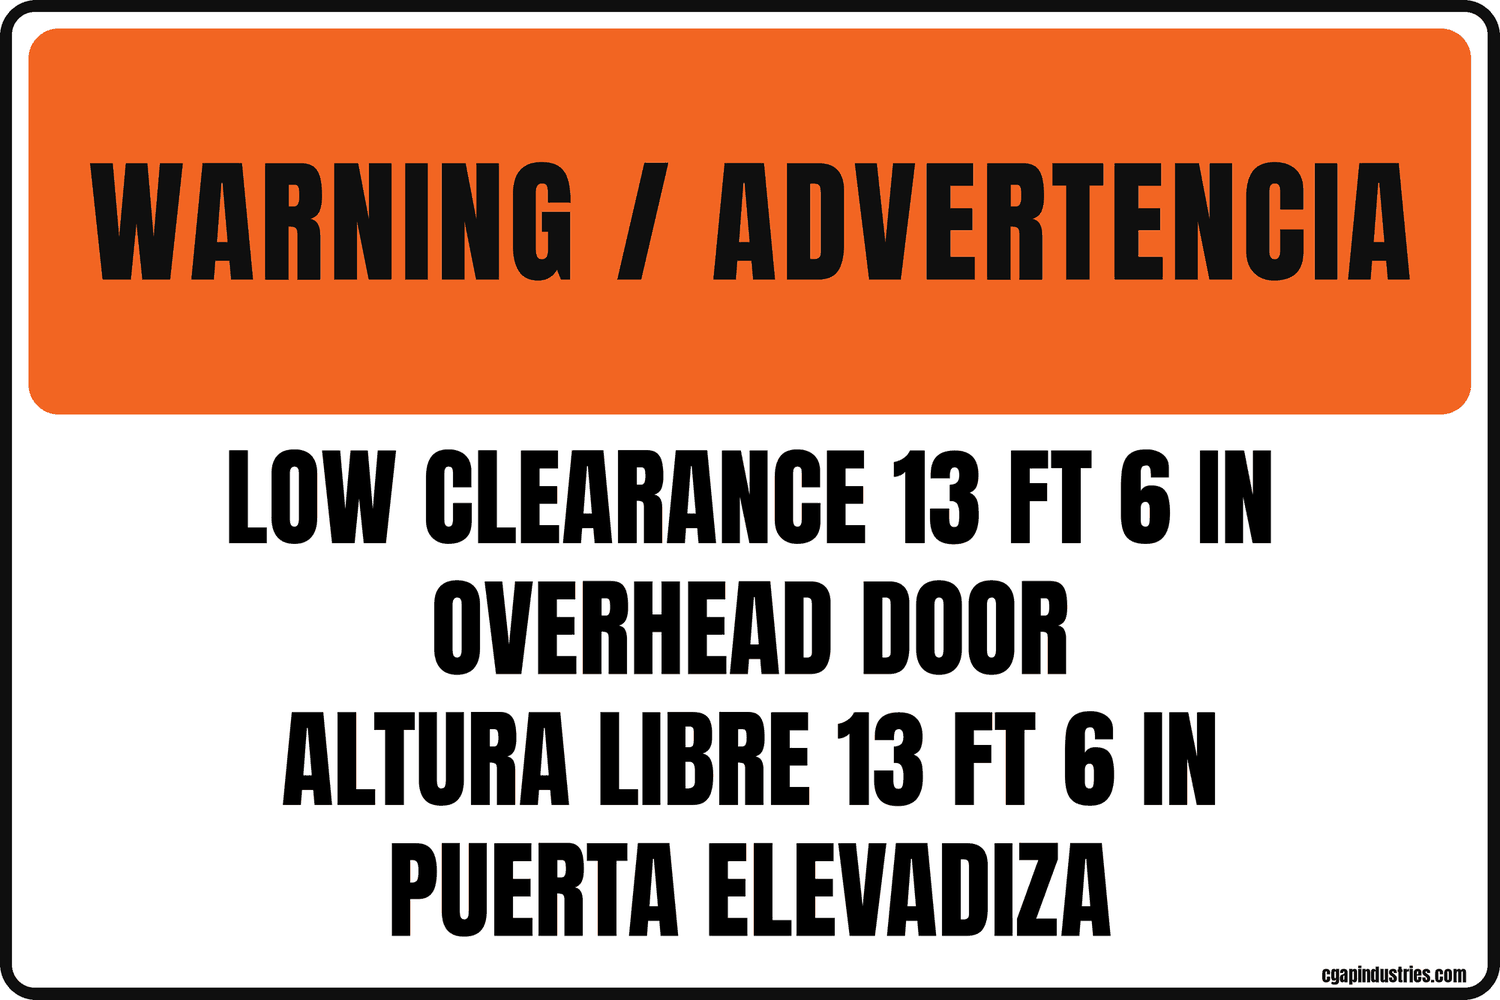 WARNING / ADVERTENCIA
LOW CLEARANCE 13 FT 6 IN
OVERHEAD DOOR
ALTURA LIBRE 13 FT 6 IN
PUERTA ELEVADIZA
cgapindustries.com